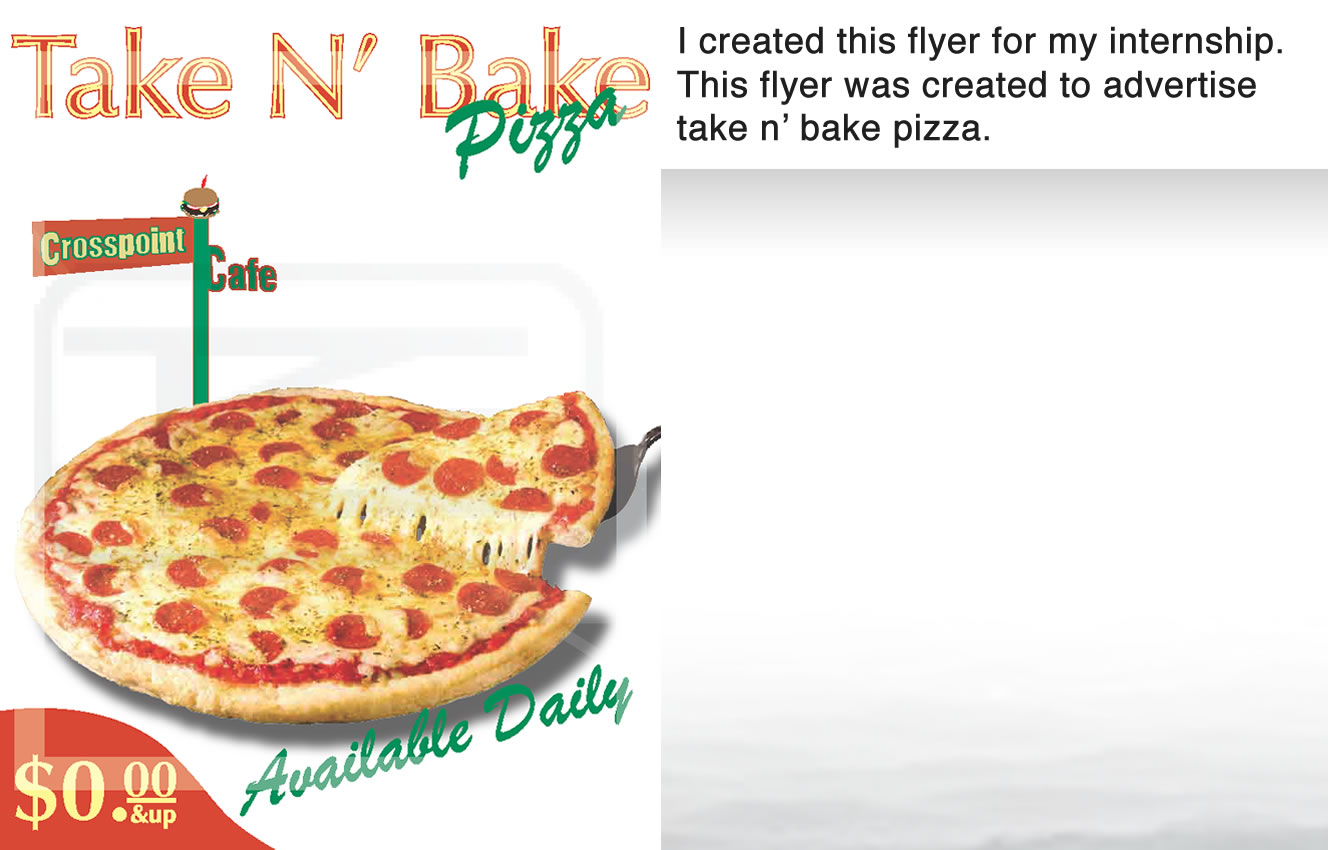 Take N’ Bake
Pizza
Crosspoint
Cafe
Available Daily
$0.00
&up
I created this flyer for my internship.
This flyer was created to advertise
take n’ bake pizza.